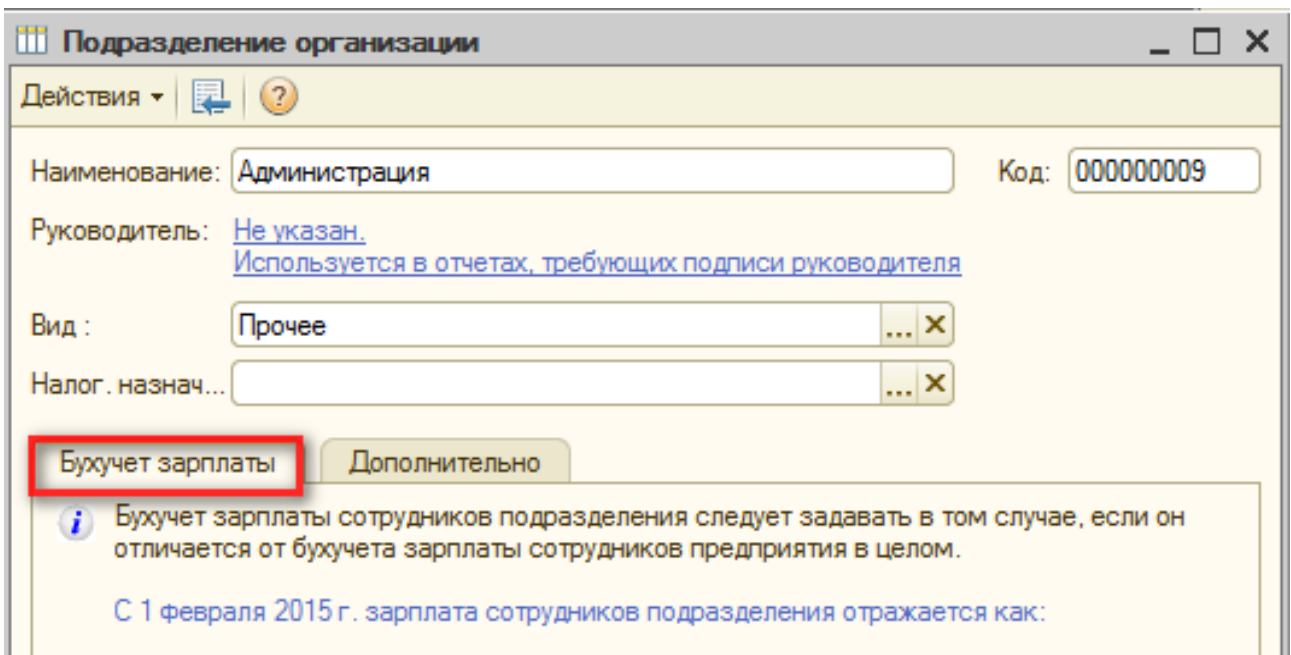 Подразделение организации
Действия
Наименование: Администрация Код: 000000009
Руководитель: Не указан.
Используется в отчетах, требующих подписи руководителя
Вид : Прочее ...
Налог. назнач... ...
Бухучет зарплаты Дополнительно
Бухучет зарплаты сотрудников подразделения следует задавать в том случае, если он
отличается от бухучета зарплаты сотрудников предприятия в целом.
С 1 февраля 2015 г. зарплата сотрудников подразделения отражается как: